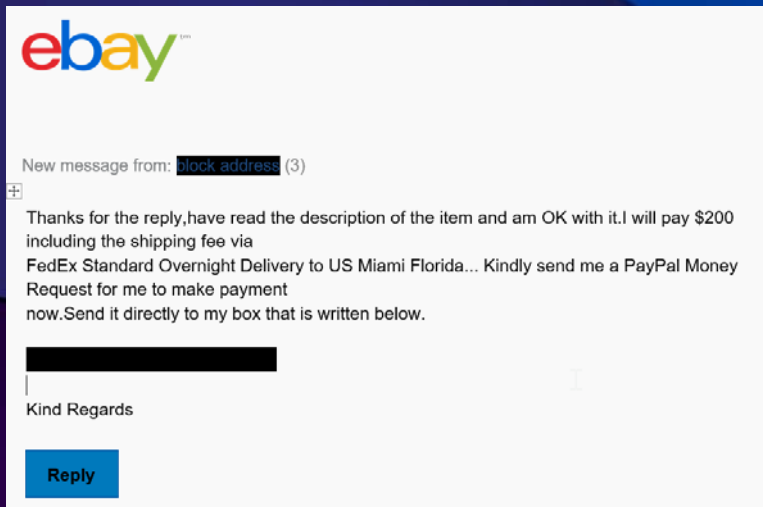 ebay™
New message from: block address (3)
Thanks for the reply,have read the description of the item and am OK with it.I will pay $200
including the shipping fee via
FedEx Standard Overnight Delivery to US Miami Florida... Kindly send me a PayPal Money
Request for me to make payment
now.Send it directly to my box that is written below.
Kind Regards
Reply